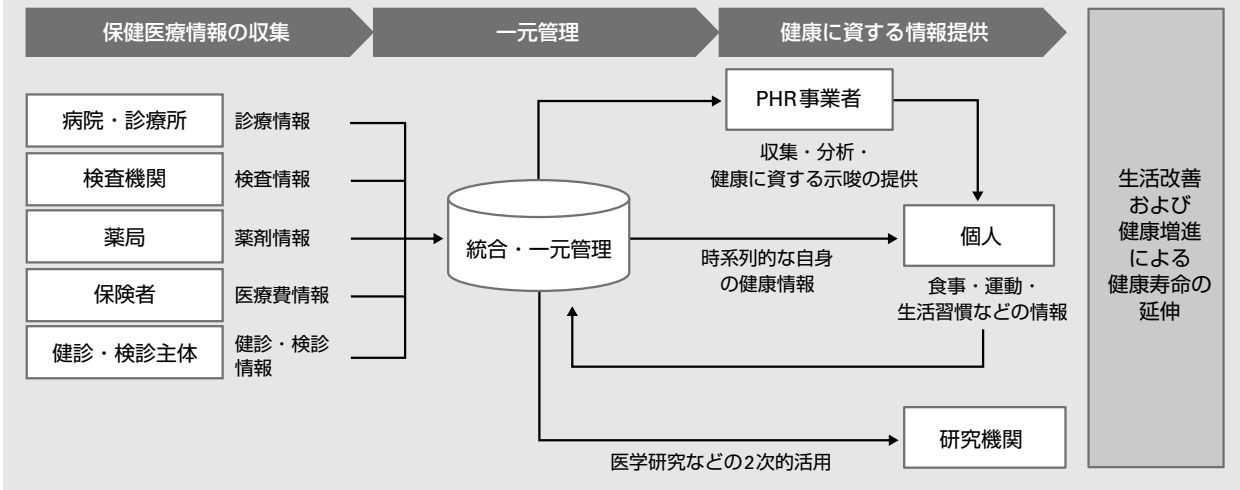 保健医療情報の収集
一元管理
健康に資する情報提供
病院・診療所
診療情報
検査機関
検査情報
薬局
薬剤情報
保険者
医療費情報
健診・検診主体
健診・検診
情報
統合・一元管理
PHR事業者
収集・分析・
健康に資する示唆の提供
時系列的な自身
の健康情報
個人
食事・運動・
生活習慣などの情報
医学研究などの2次的活用
研究機関
生活改善
および
健康増進
による
健康寿命の
延伸